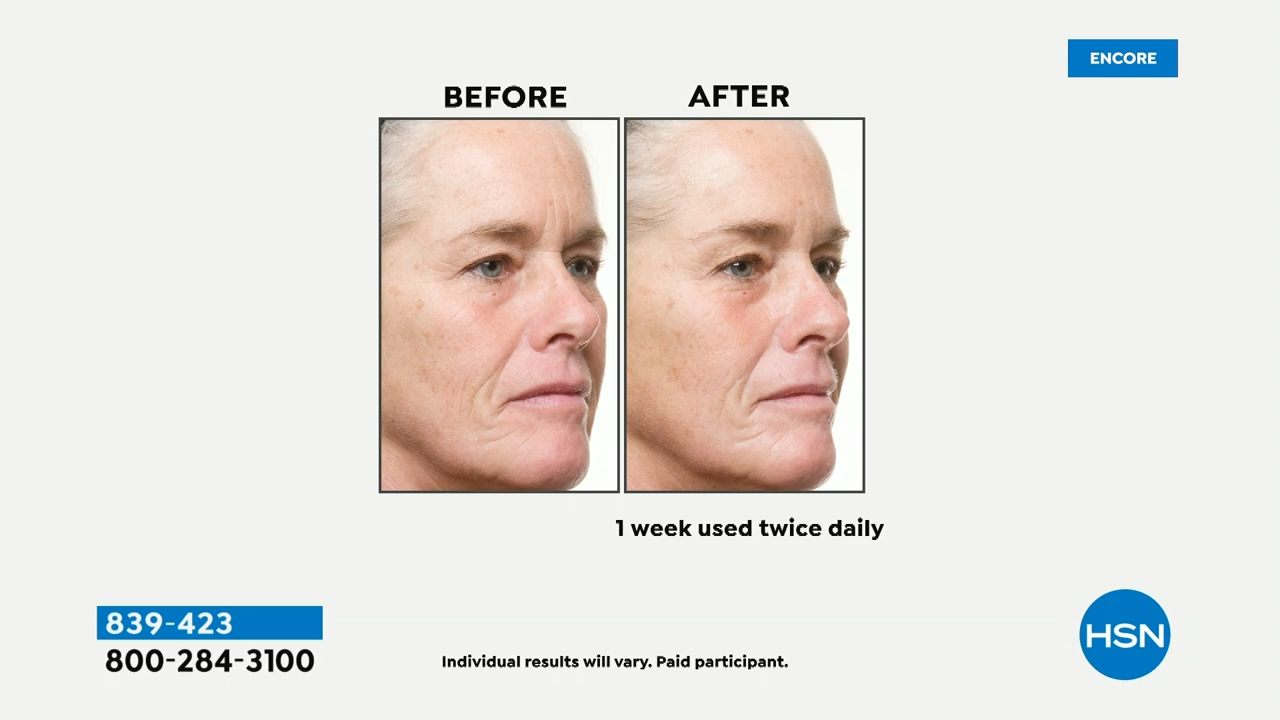 ENCORE
BEFORE
AFTER
1 week used twice daily
839-423
800-284-3100
Individual results will vary. Paid participant.
HSN